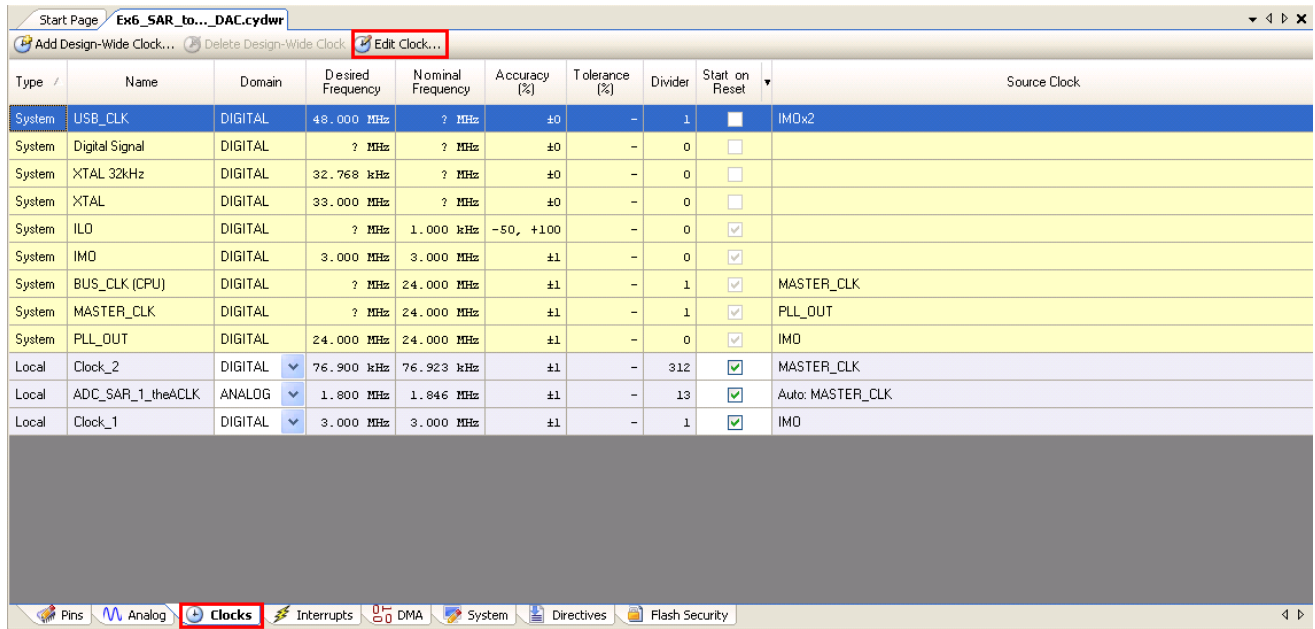 Start Page Ex6_SAR_to..._DAC.cydwr
Add Design-Wide Clock... Delete Design-Wide Clock Edit Clock...
Type Name Domain Desired Frequency Nominal Frequency Accuracy (%) Tolerance (%) Divider Start on Reset Source Clock
System USB_CLK DIGITAL 48.000 MHz ? MHz ±0 - 1 IMOx2
System Digital Signal DIGITAL ? MHz ? MHz ±0 - 0
System XTAL 32kHz DIGITAL 32.768 kHz ? MHz ±0 - 0
System XTAL DIGITAL 33.000 MHz ? MHz ±0 - 0
System ILO DIGITAL ? MHz 1.000 kHz -50, +100 - 0
System IMO DIGITAL 3.000 MHz 3.000 MHz ±1 - 0
System BUS_CLK (CPU) DIGITAL ? MHz 24.000 MHz ±1 - 1 MASTER_CLK
System MASTER_CLK DIGITAL ? MHz 24.000 MHz ±1 - 1 PLL_OUT
System PLL_OUT DIGITAL 24.000 MHz 24.000 MHz ±1 - 0 IMO
Local Clock_2 DIGITAL 76.900 kHz 76.923 kHz ±1 - 312 MASTER_CLK
Local ADC_SAR_1_theACLK ANALOG 1.800 MHz 1.846 MHz ±1 - 13 Auto: MASTER_CLK
Local Clock_1 DIGITAL 3.000 MHz 3.000 MHz ±1 - 1 IMO
Pins Analog Clocks Interrupts DMA System Directives Flash Security